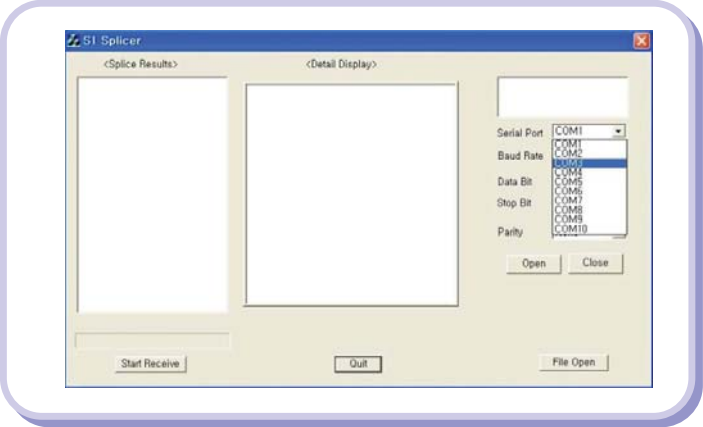 S1 Splicer
<Splice Results>
<Detail Display>
Serial Port COM1
COM1
Baud Rate COM2
COM3
COM4
Data Bit COM5
COM6
Stop Bit COM7
COM8
COM9
Parity COM10
Open Close
Start Receive Quit File Open